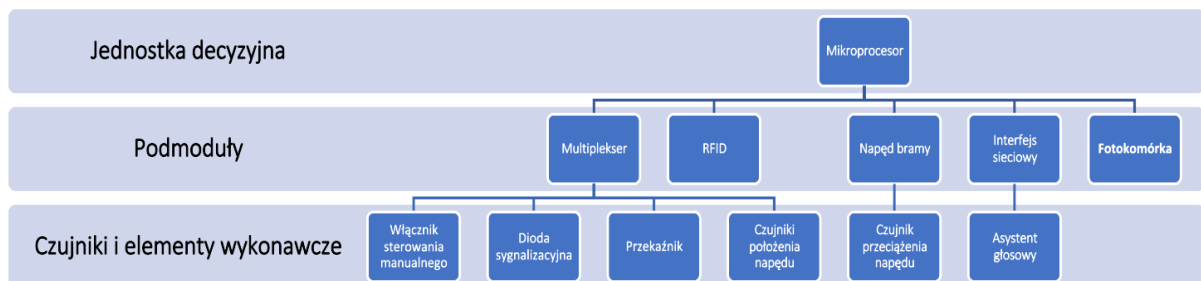 Jednostka decyzyjna
Mikroprocesor
Podmoduły
Multiplekser
RFID
Napęd bramy
Interfejs
sieciowy
Fotokomórka
Czujniki i elementy wykonawcze
Włącznik
sterowania
manualnego
Dioda
sygnalizacyjna
Przekaźnik
Czujniki
położenia
napędu
Czujnik
przeciążenia
napędu
Asystent
głosowy